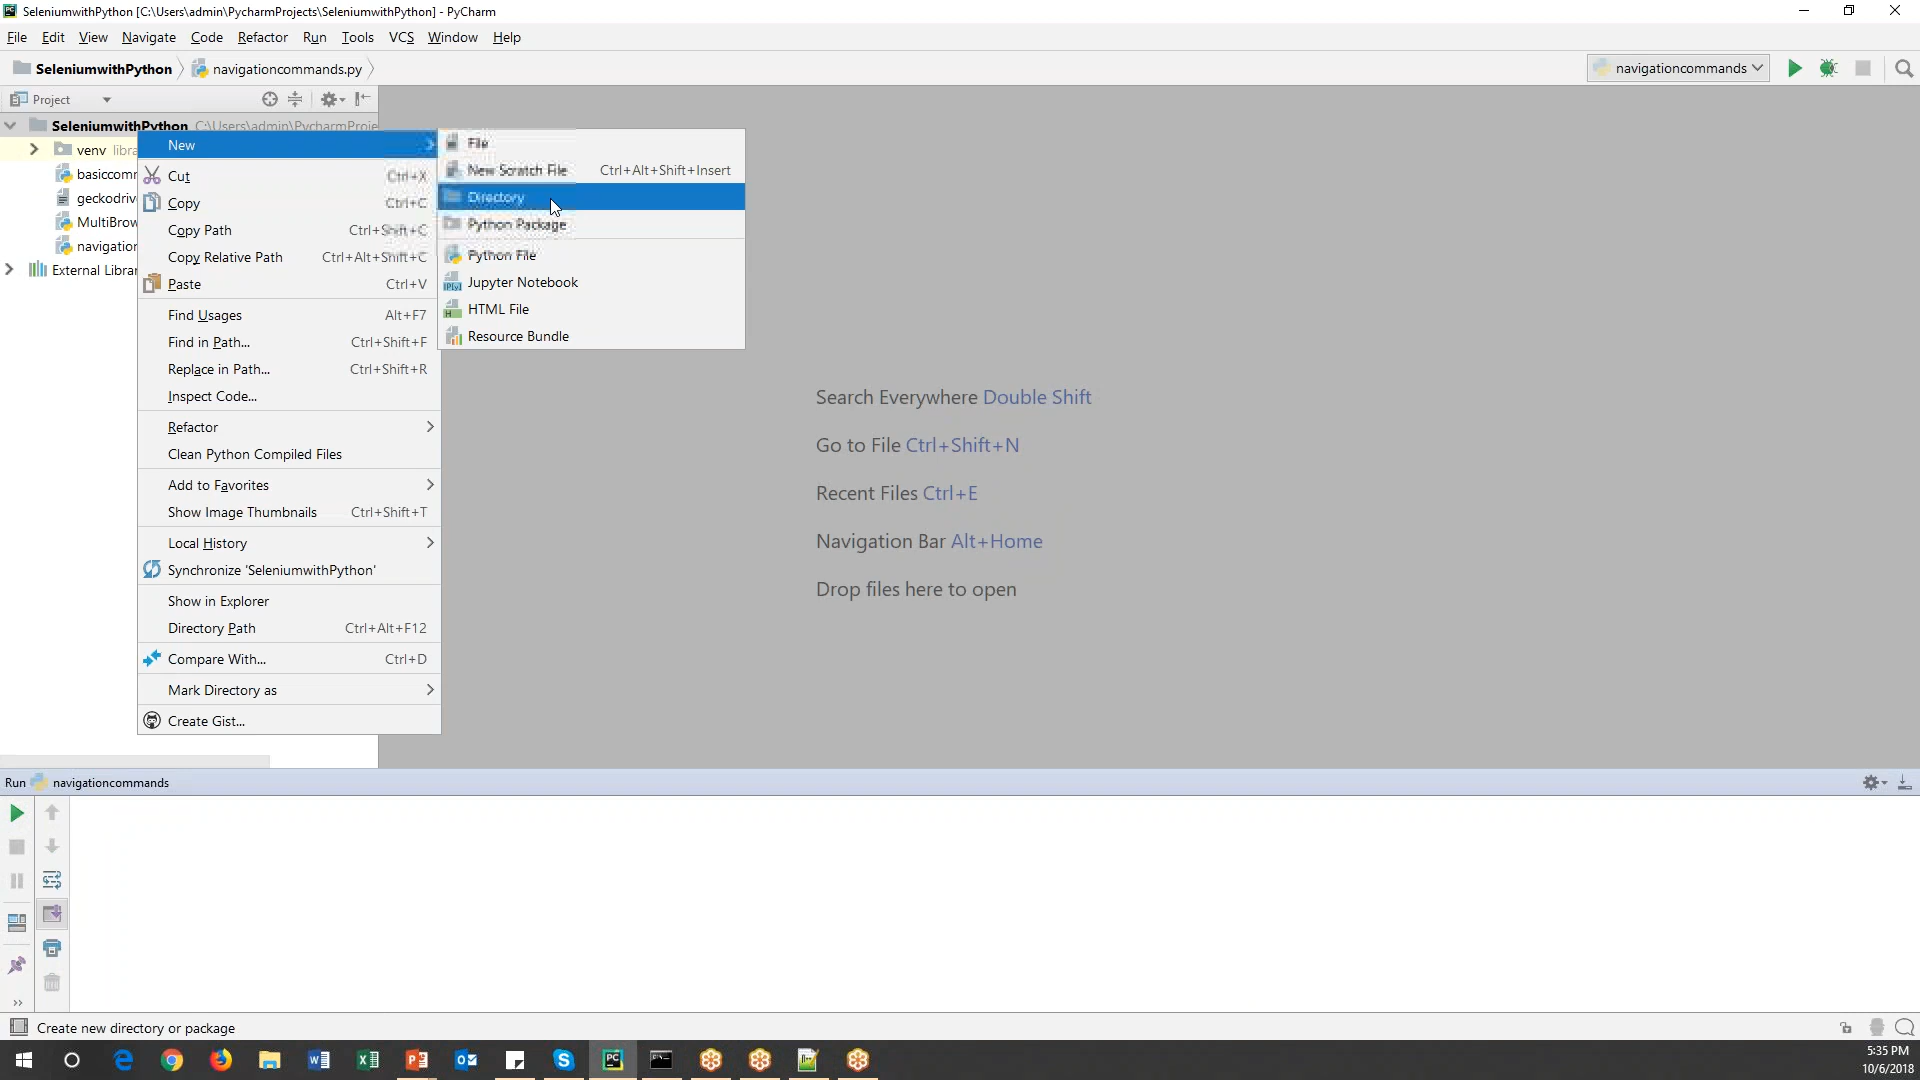 SeleniumwithPython [C:\Users\admin\PycharmProjects\SeleniumwithPython] - PyCharm
File Edit View Navigate Code Refactor Run Tools VCS Window Help
SeleniumwithPython navigationcommands.py navigationcommands
Project
SeleniumwithPython C:\Users\admin\PycharmProje
venv libra
basiccomm
geckodriv
MultiBrow
navigation
External Librar
New
Cut Ctrl+X
Copy Ctrl+C
Copy Path Ctrl+Shift+C
Copy Relative Path Ctrl+Alt+Shift+C
Paste Ctrl+V
Find Usages Alt+F7
Find in Path... Ctrl+Shift+F
Replace in Path... Ctrl+Shift+R
Inspect Code...
Refactor
Clean Python Compiled Files
Add to Favorites
Show Image Thumbnails Ctrl+Shift+T
Local History
Synchronize 'SeleniumwithPython'
Show in Explorer
Directory Path Ctrl+Alt+F12
Compare With... Ctrl+D
Mark Directory as
Create Gist...
File
New Scratch File Ctrl+Alt+Shift+Insert
Directory
Python Package
Python File
Jupyter Notebook
HTML File
Resource Bundle
Search Everywhere Double Shift
Go to File Ctrl+Shift+N
Recent Files Ctrl+E
Navigation Bar Alt+Home
Drop files here to open
Run navigationcommands
Create new directory or package
5:35 PM
10/6/2018